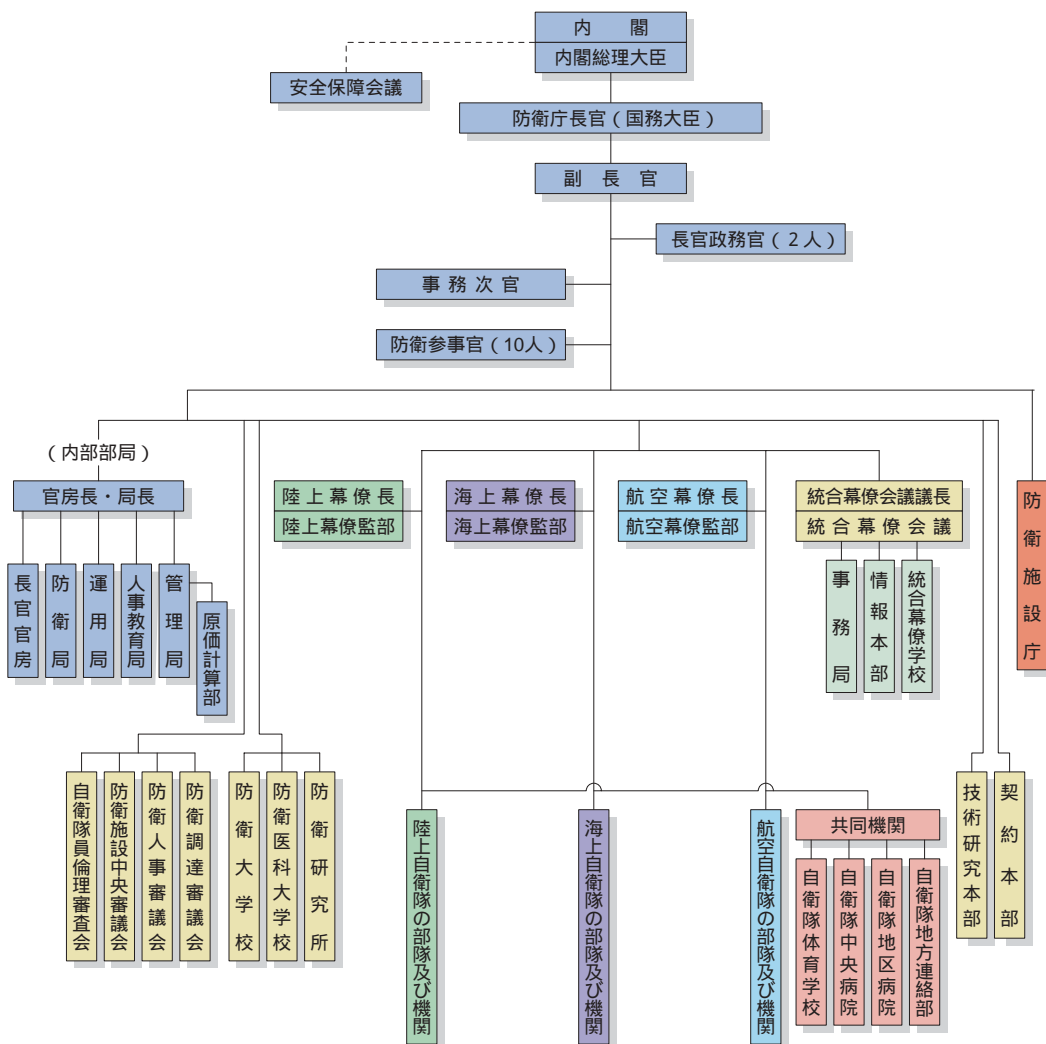 内　閣
内閣総理大臣
安全保障会議
防衛庁長官（国務大臣）
副長官
長官政務官（２人）
事務次官
防衛参事官（10人）
（内部部局）
官房長・局長
陸上幕僚長
陸上幕僚監部
海上幕僚長
海上幕僚監部
航空幕僚長
航空幕僚監部
統合幕僚会議議長
統合幕僚会議
防衛施設庁
長官官房
防衛局
運用局
人事教育局
管理局
原価計算部
事務局
情報本部
統合幕僚学校
自衛隊員倫理審査会
防衛施設中央審議会
防衛人事審議会
防衛調達審議会
防衛大学校
防衛医科大学校
防衛研究所
陸上自衛隊の部隊及び機関
海上自衛隊の部隊及び機関
航空自衛隊の部隊及び機関
共同機関
自衛隊体育学校
自衛隊中央病院
自衛隊地区病院
自衛隊地方連絡部
技術研究本部
契約本部